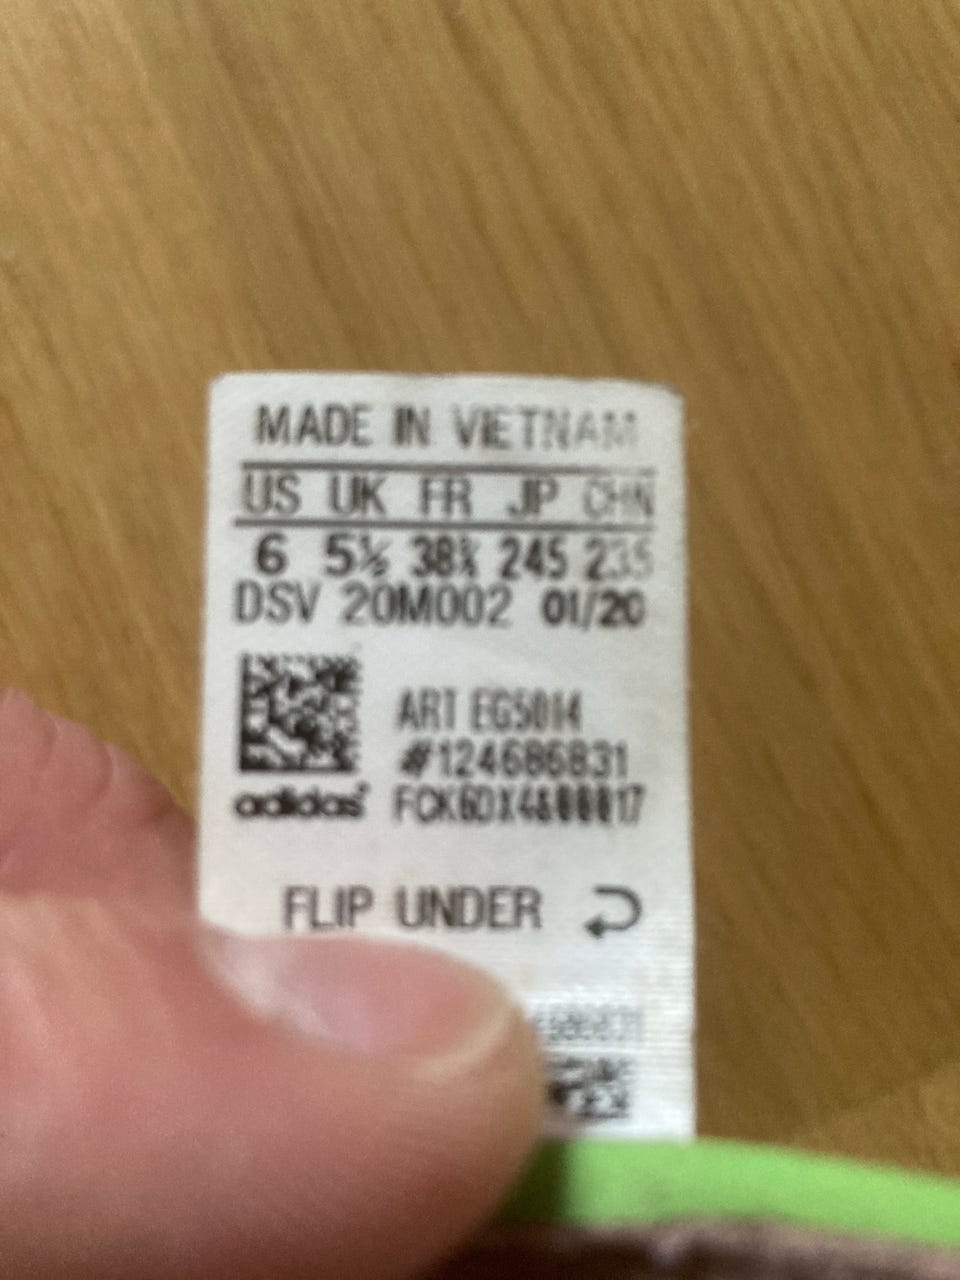 MADE IN VIETNAM
US UK FR JP CHN
6 5½ 38⅔ 245 235
DSV 20M002 01/20
ART EG5014
#124686831
adidas
FLIP UNDER